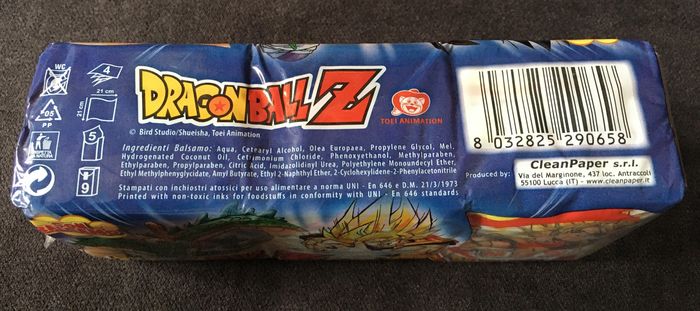 WC
4
21 cm
21 cm
05
PP
5
9
DRAGONBALL Z
© Bird Studio/Shueisha, Toei Animation
TOEI ANIMATION
Ingredienti Balsamo: Aqua, Cetearyl Alcohol, Olea Europaea, Propylene Glycol, Mel,
Hydrogenated Coconut Oil, Cetrimonium Chloride, Phenoxyethanol, Methylparaben,
Ethylparaben, Propylparaben, Citric Acid, Imidazolidinyl Urea, Polyethylene Monounecedyl Ether,
Ethyl Methylphenyglycidate, Amyl Butyrate, Ethyl 2-Naphthyl Ether, 2-Cyclohexylidene-2-Phenylacetonitrile
Stampati con inchiostri atossici per uso alimentare a norma UNI - En 646 e D.M. 21/3/1973
Printed with non-toxic inks for foodstuffs in conformity with UNI - En 646 standards
8 032825 290658
Produced by:
CleanPaper s.r.l.
Via del Marginone, 437 loc. Antraccoli
55100 Lucca (IT) - www.cleanpaper.it